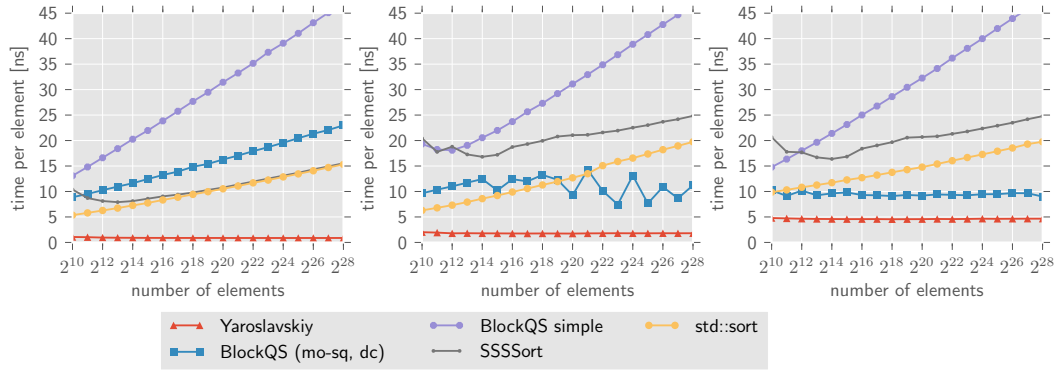 45
40
35
30
25
20
15
10
5
0
time per element [ns]
2^10 2^12 2^14 2^16 2^18 2^20 2^22 2^24 2^26 2^28
number of elements
45
40
35
30
25
20
15
10
5
0
time per element [ns]
2^10 2^12 2^14 2^16 2^18 2^20 2^22 2^24 2^26 2^28
number of elements
45
40
35
30
25
20
15
10
5
0
time per element [ns]
2^10 2^12 2^14 2^16 2^18 2^20 2^22 2^24 2^26 2^28
number of elements
Yaroslavskiy BlockQS simple std::sort
BlockQS (mo-sq, dc) SSSSort